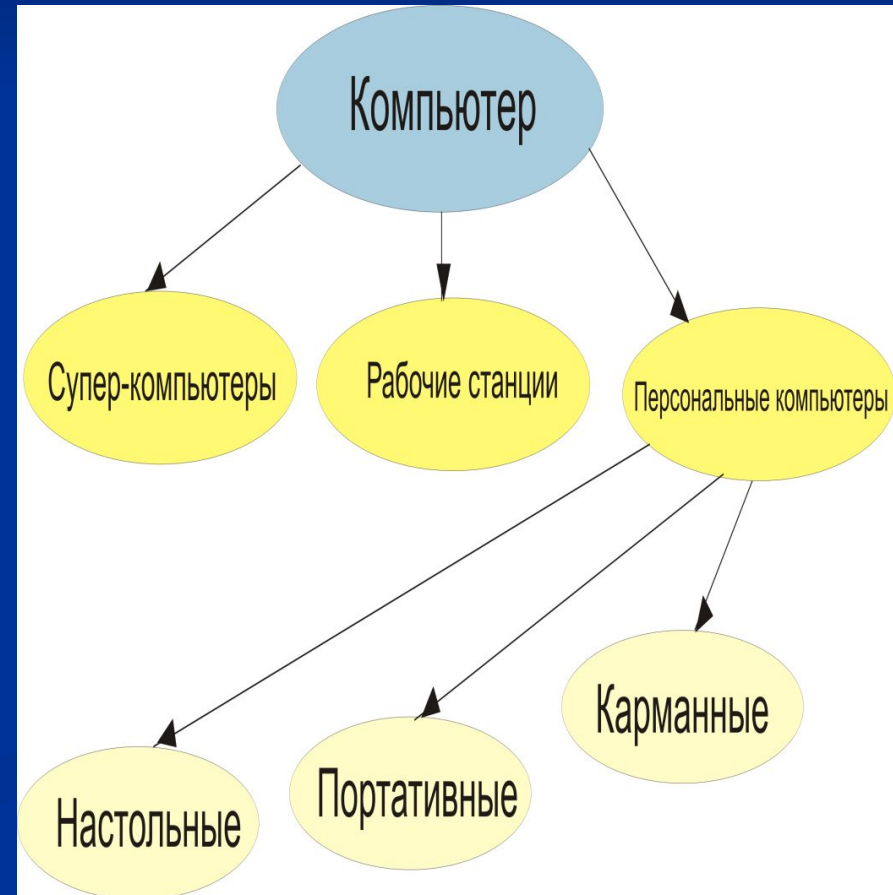 Компьютер
Супер-компьютеры
Рабочие станции
Персональные компьютеры
Настольные
Портативные
Карманные